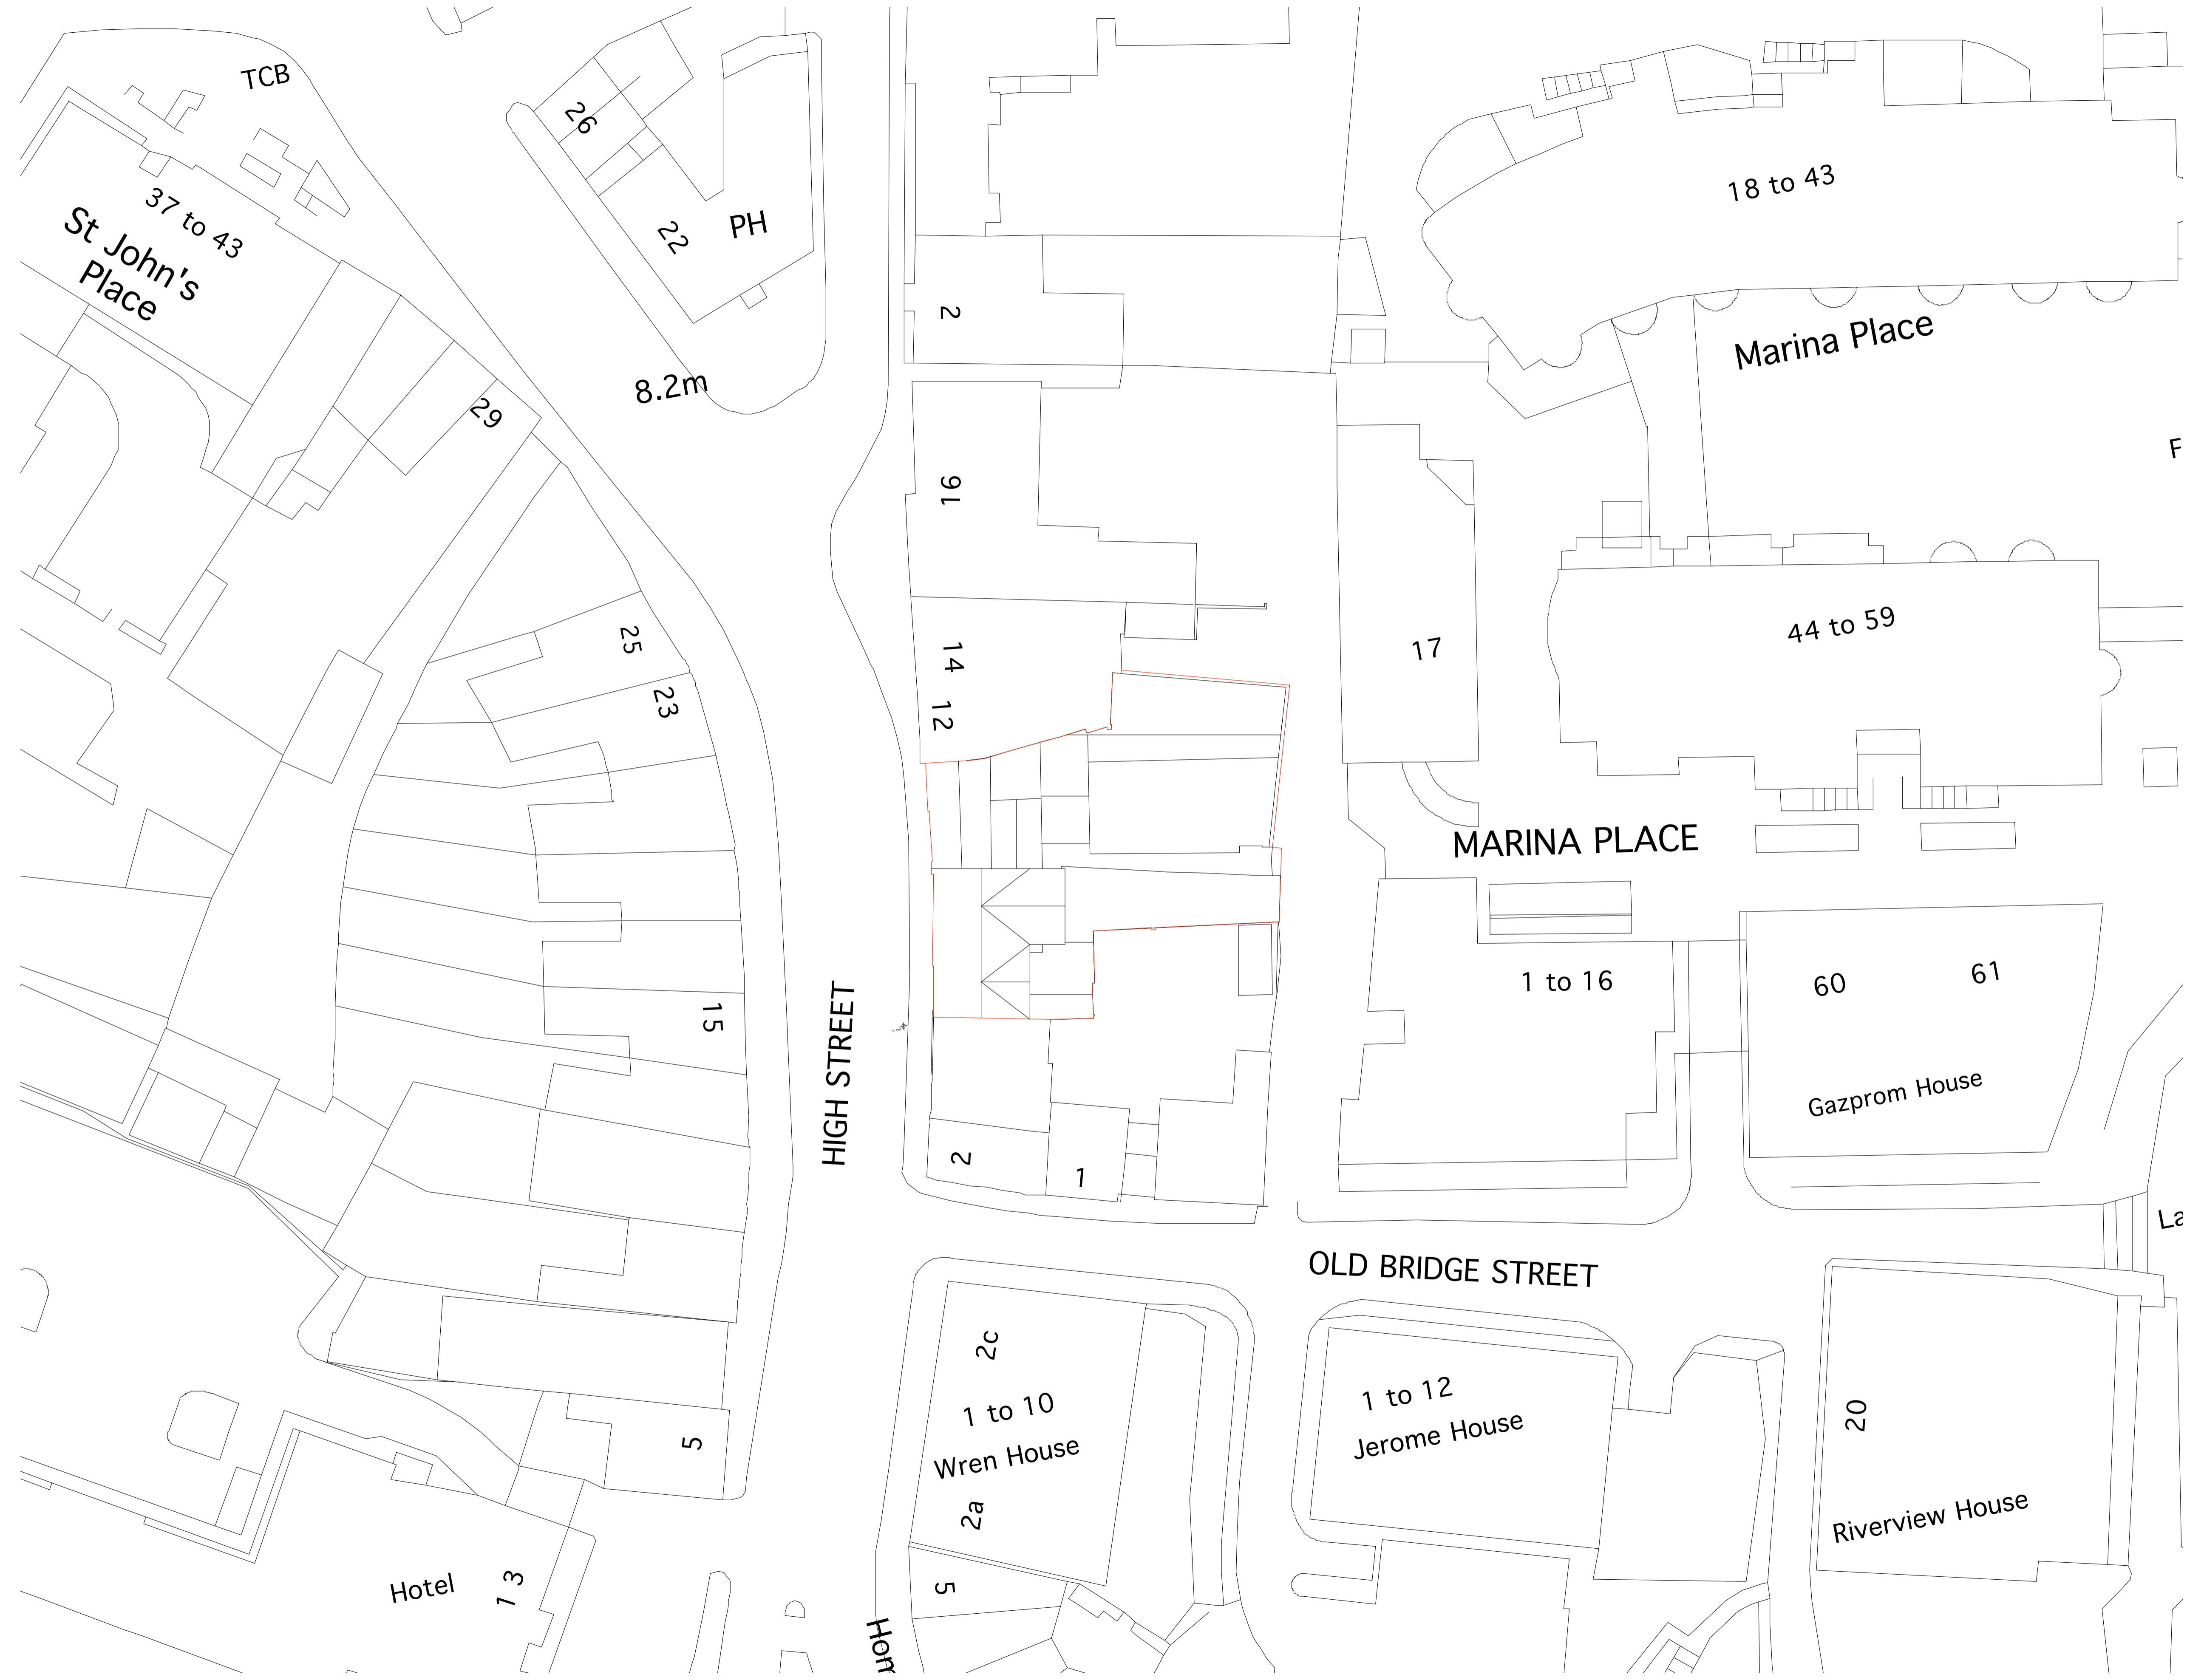 TCB
26
37 to 43
St John's
Place
22
PH
18 to 43
2
Marina Place
8.2m
29
F
16
25
14
17
44 to 59
23
12
MARINA PLACE
15
HIGH STREET
1 to 16
60
61
Gazprom House
2
1
La
OLD BRIDGE STREET
2c
1 to 10
Wren House
2a
1 to 12
Jerome House
20
Riverview House
5
Hotel
1 3
5
Hom